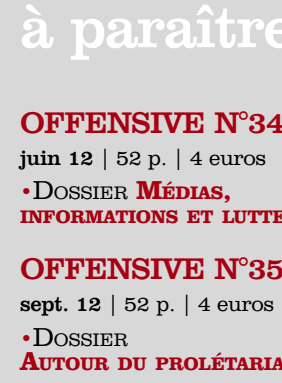 à paraître
OFFENSIVE N°34
juin 12 | 52 p. | 4 euros
•DOSSIER MÉDIAS,
INFORMATIONS ET LUTTE
OFFENSIVE N°35
sept. 12 | 52 p. | 4 euros
•DOSSIER
AUTOUR DU PROLÉTARIA